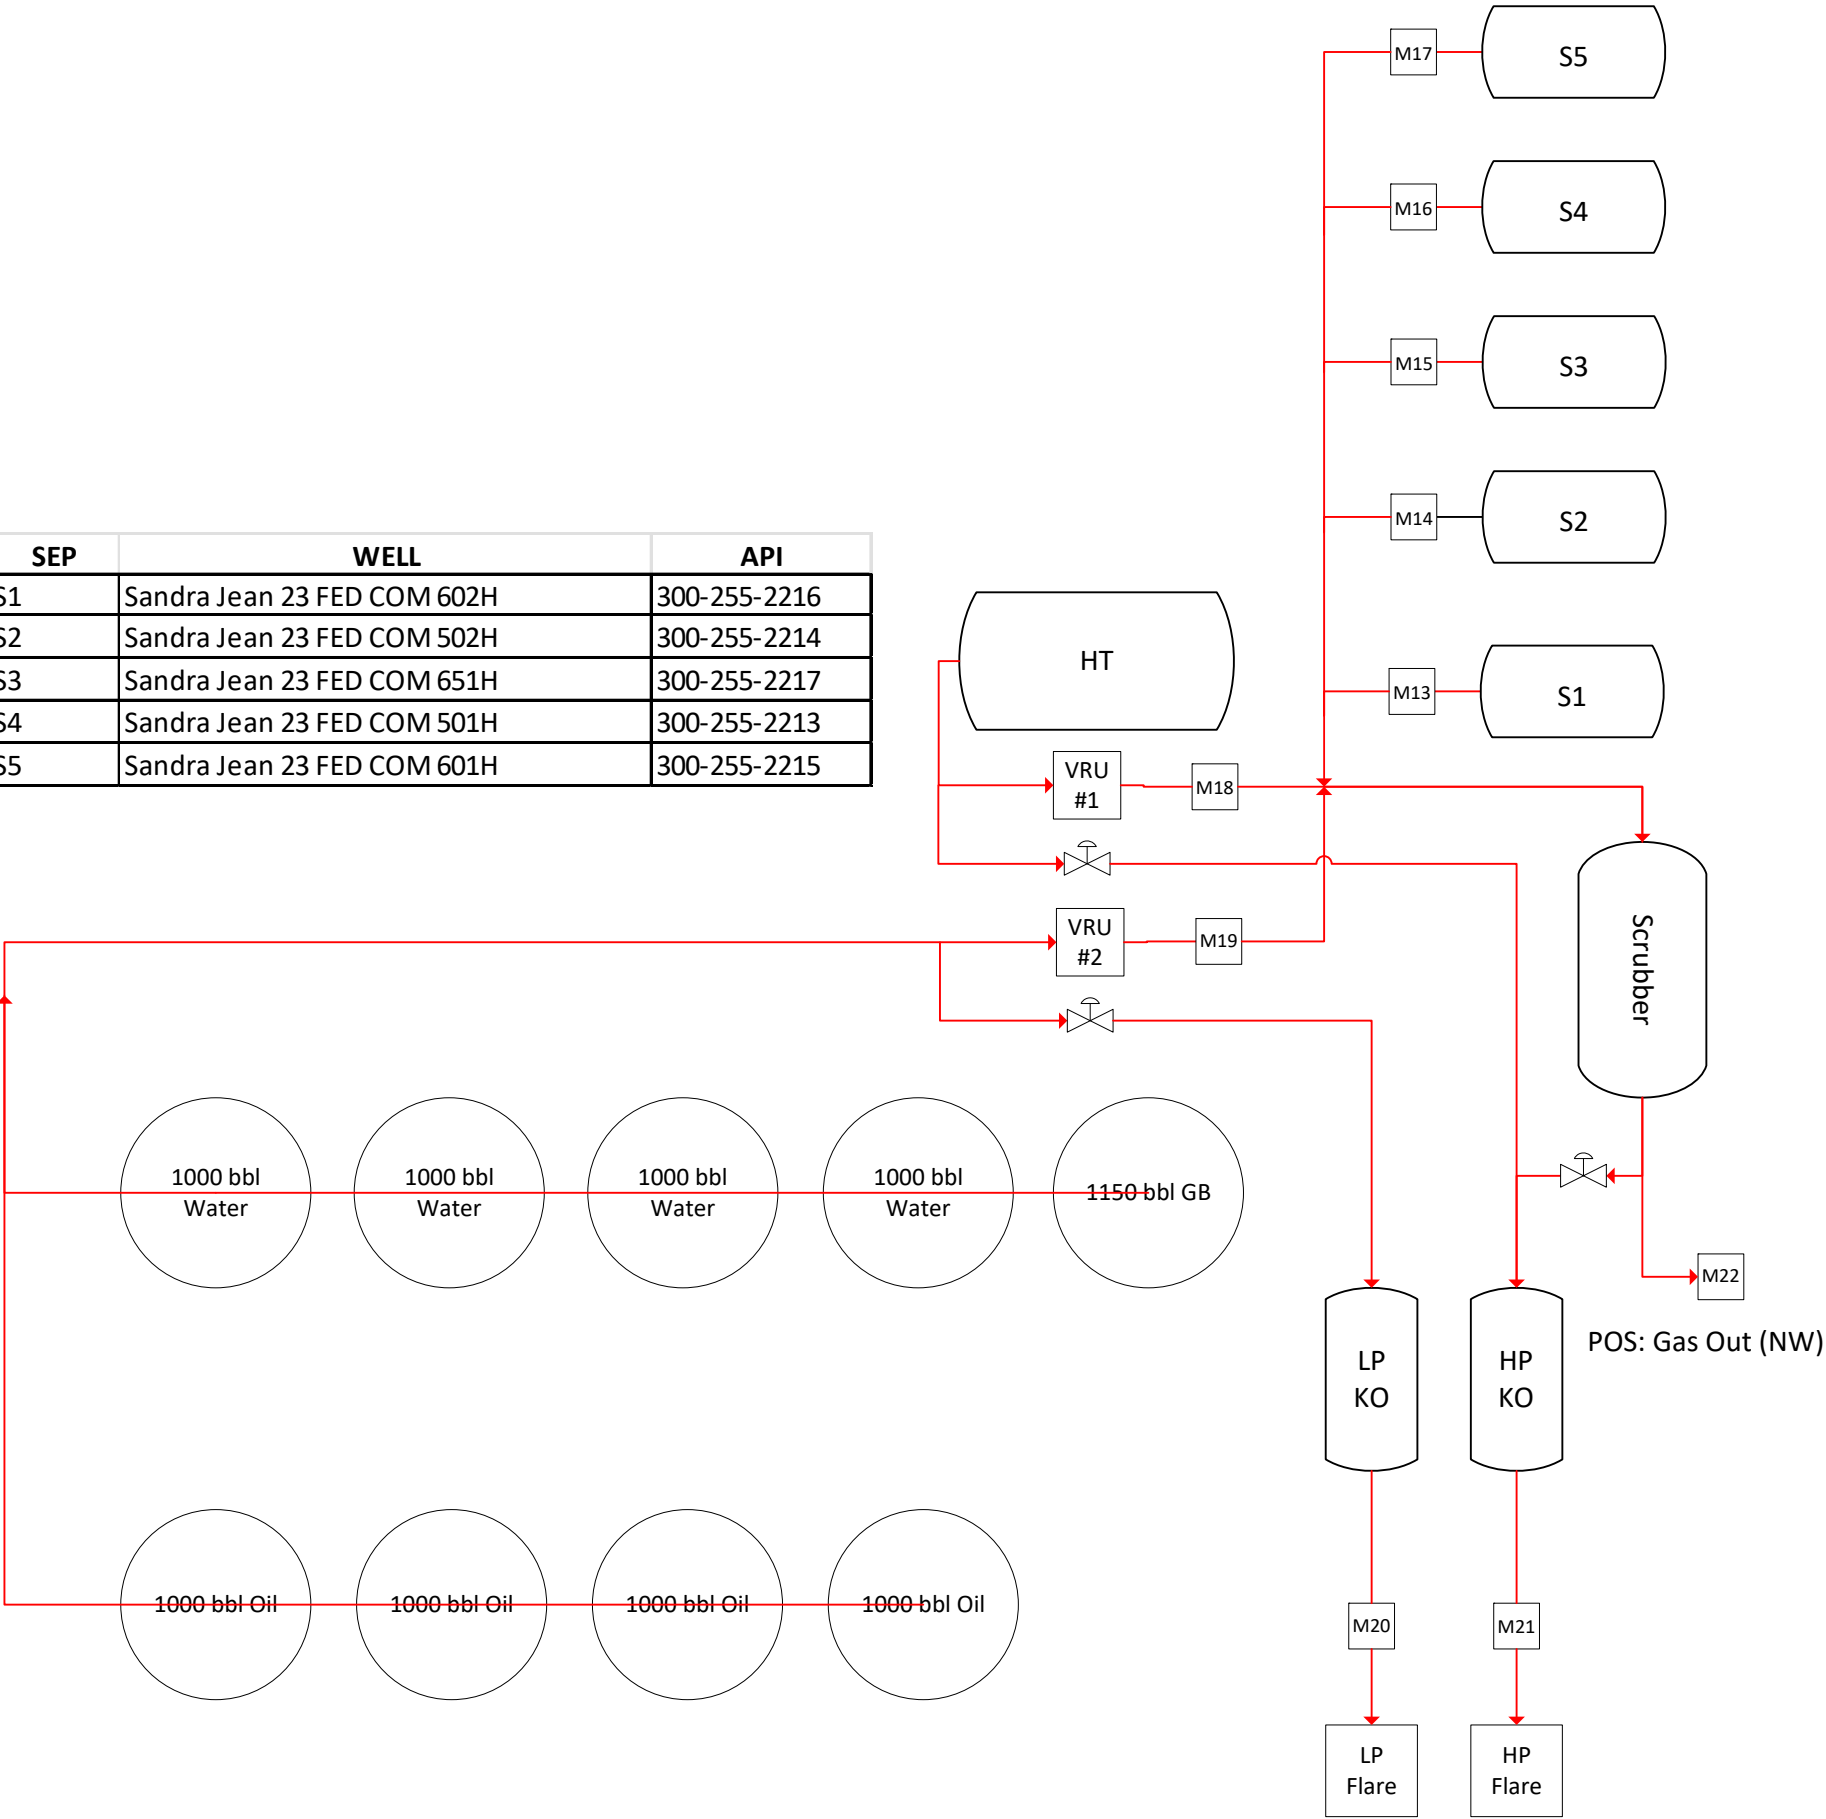 S5
M17
S4
M16
S3
M15
S2
M14
SEP WELL API
S1 Sandra Jean 23 FED COM 602H 300-255-2216
S2 Sandra Jean 23 FED COM 502H 300-255-2214
S3 Sandra Jean 23 FED COM 651H 300-255-2217
S4 Sandra Jean 23 FED COM 501H 300-255-2213
S5 Sandra Jean 23 FED COM 601H 300-255-2215
HT
M13
S1
VRU
#1
M18
VRU
#2
M19
Scrubber
1000 bbl
Water
1000 bbl
Water
1000 bbl
Water
1000 bbl
Water
1150 bbl GB
M22
POS: Gas Out (NW)
LP
KO
HP
KO
1000 bbl Oil
1000 bbl Oil
1000 bbl Oil
1000 bbl Oil
M20
M21
LP
Flare
HP
Flare